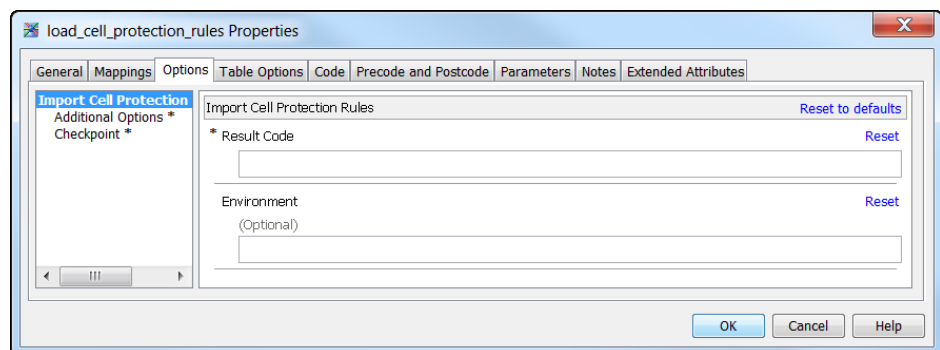 load_cell_protection_rules Properties
X
General Mappings Options Table Options Code Precode and Postcode Parameters Notes Extended Attributes
Import Cell Protection
Additional Options *
Checkpoint *
Import Cell Protection Rules Reset to defaults
* Result Code Reset
Environment Reset
(Optional)
OK Cancel Help